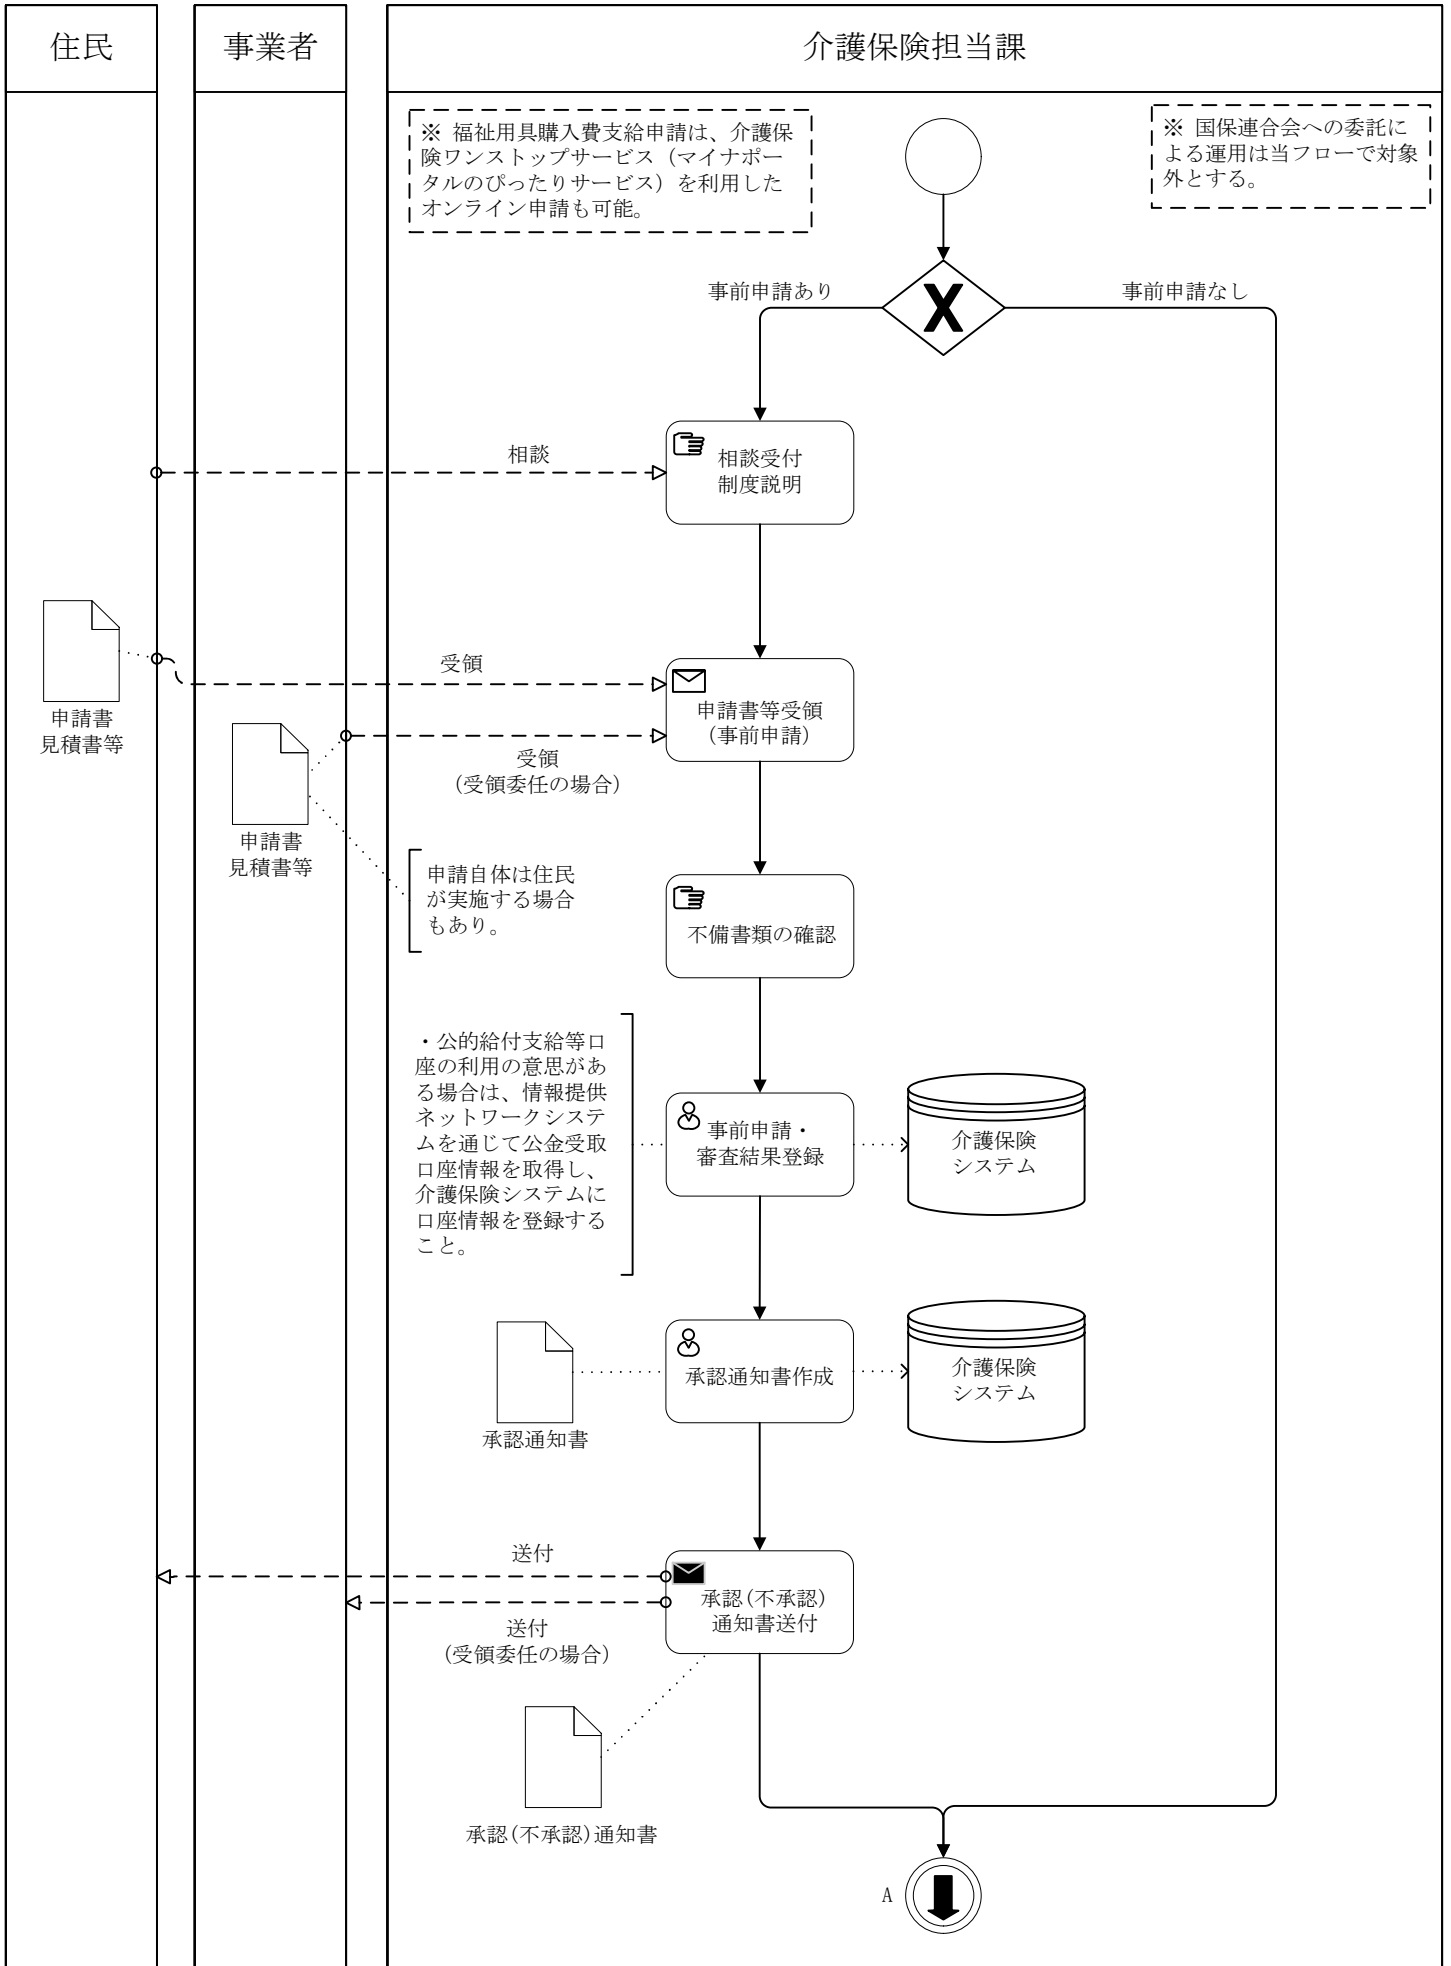 住民
事業者
介護保険担当課
※ 福祉用具購入費支給申請は、介護保
険ワンストップサービス（マイナポー
タルのぴったりサービス）を利用した
オンライン申請も可能。
※ 国保連合会への委託に
よる運用は当フローで対象
外とする。
事前申請あり
事前申請なし
相談
相談受付
制度説明
申請書
見積書等
受領
申請書等受領
（事前申請）
受領
（受領委任の場合）
申請書
見積書等
申請自体は住民
が実施する場合
もあり。
不備書類の確認
・公的給付支給等口
座の利用の意思があ
る場合は、情報提供
ネットワークシステ
ムを通じて公金受取
口座情報を取得し、
介護保険システムに
口座情報を登録する
こと。
事前申請・
審査結果登録
介護保険
システム
承認通知書
承認通知書作成
介護保険
システム
送付
承認(不承認)
通知書送付
送付
（受領委任の場合）
承認(不承認)通知書
A